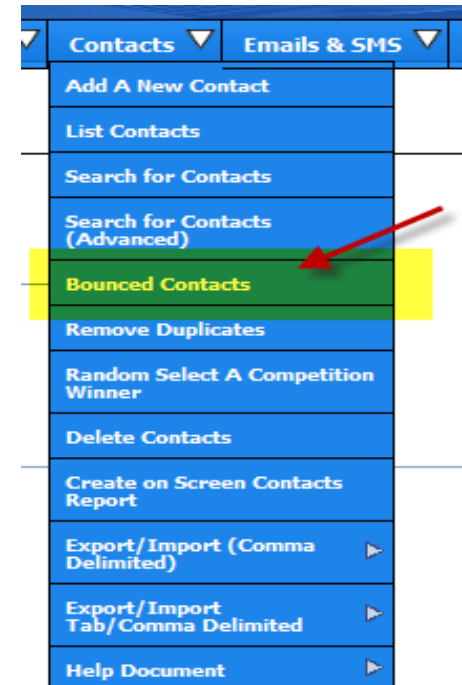 Contacts Emails & SMS
Add A New Contact
List Contacts
Search for Contacts
Search for Contacts
(Advanced)
Bounced Contacts
Remove Duplicates
Random Select A Competition
Winner
Delete Contacts
Create on Screen Contacts
Report
Export/Import (Comma
Delimited)
Export/Import
Tab/Comma Delimited
Help Document